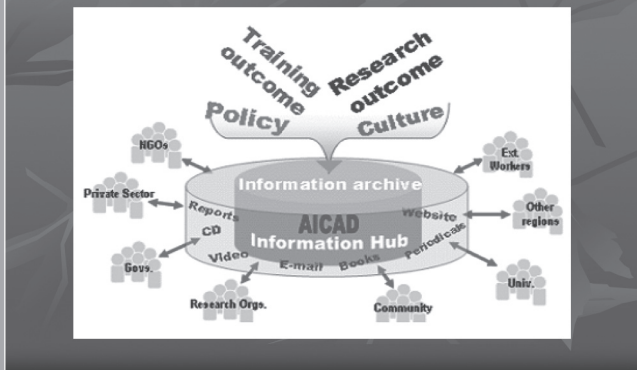 Training
outcome
Research
outcome
Policy
Culture
NGOs
Ext.
Workers
Information archive
Private Sector
Reports
AICAD
Website
Other
regions
CD
Information Hub
Periodicals
Video
E-mail
Books
Govs.
Univ.
Research Orgs.
Community